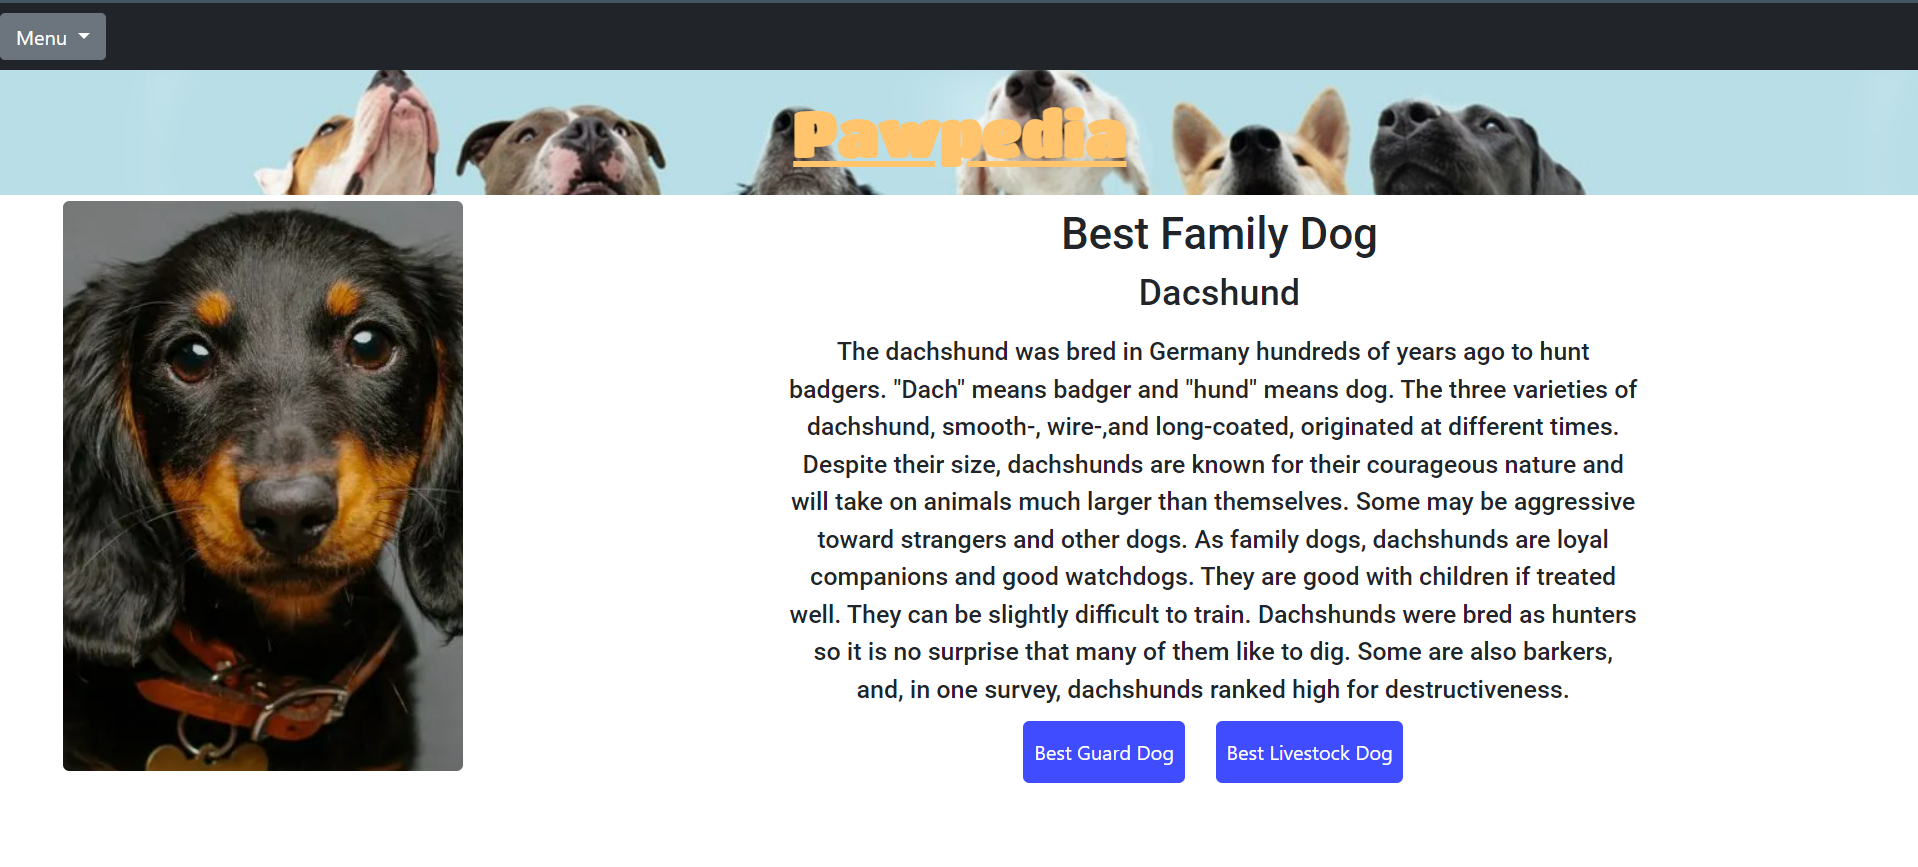 Menu
Pawpedia
Best Family Dog
Dacshund
The dachshund was bred in Germany hundreds of years ago to hunt
badgers. "Dach" means badger and "hund" means dog. The three varieties of
dachshund, smooth-, wire-,and long-coated, originated at different times.
Despite their size, dachshunds are known for their courageous nature and
will take on animals much larger than themselves. Some may be aggressive
toward strangers and other dogs. As family dogs, dachshunds are loyal
companions and good watchdogs. They are good with children if treated
well. They can be slightly difficult to train. Dachshunds were bred as hunters
so it is no surprise that many of them like to dig. Some are also barkers,
and, in one survey, dachshunds ranked high for destructiveness.
Best Guard Dog
Best Livestock Dog